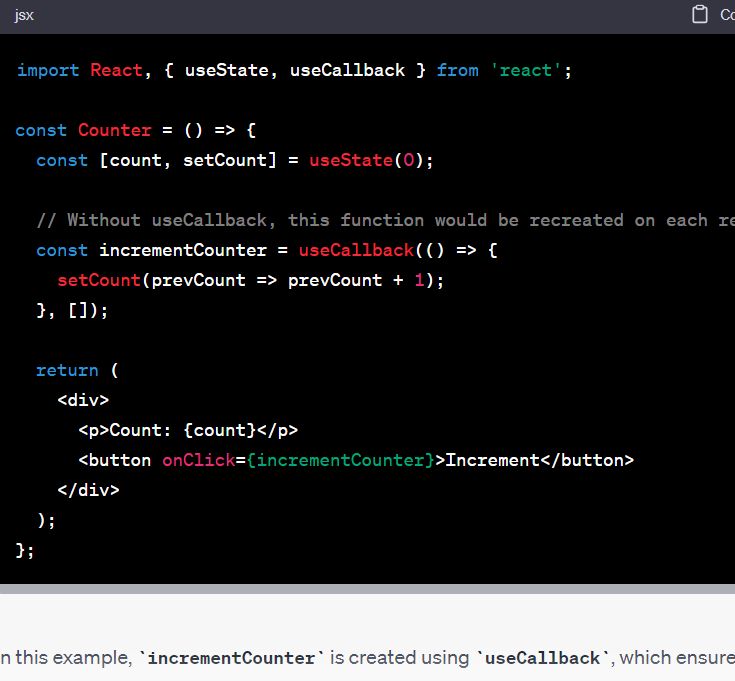 jsx
import React, { useState, useCallback } from 'react';
const Counter = () => {
const [count, setCount] = useState(0);
// Without useCallback, this function would be recreated on each re
const incrementCounter = useCallback(() => {
setCount(prevCount => prevCount + 1);
}, []);
return (
<div>
<p>Count: {count}</p>
<button onClick={incrementCounter}>Increment</button>
</div>
);
};
n this example, `incrementCounter` is created using `useCallback`, which ensure